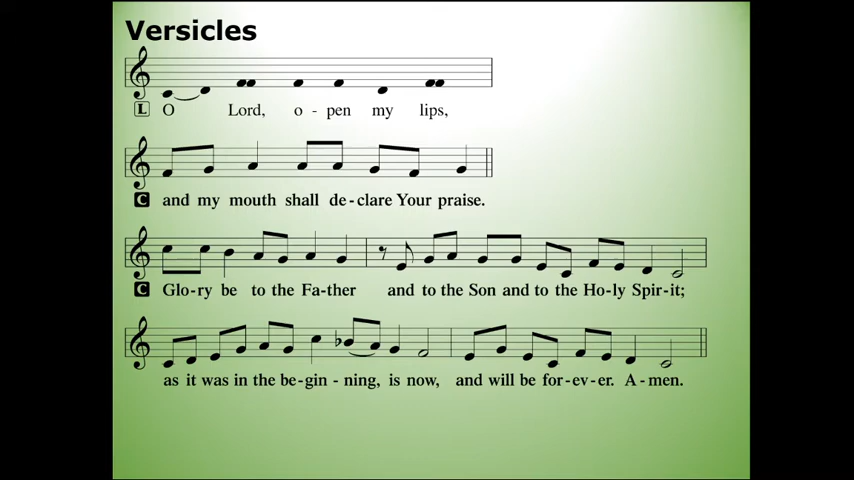 Versicles
L O Lord, o - pen my lips,
C and my mouth shall de - clare Your praise.
C Glo - ry be to the Fa - ther and to the Son and to the Ho - ly Spir - it;
as it was in the be - gin - ning, is now, and will be for - ev - er. A - men.